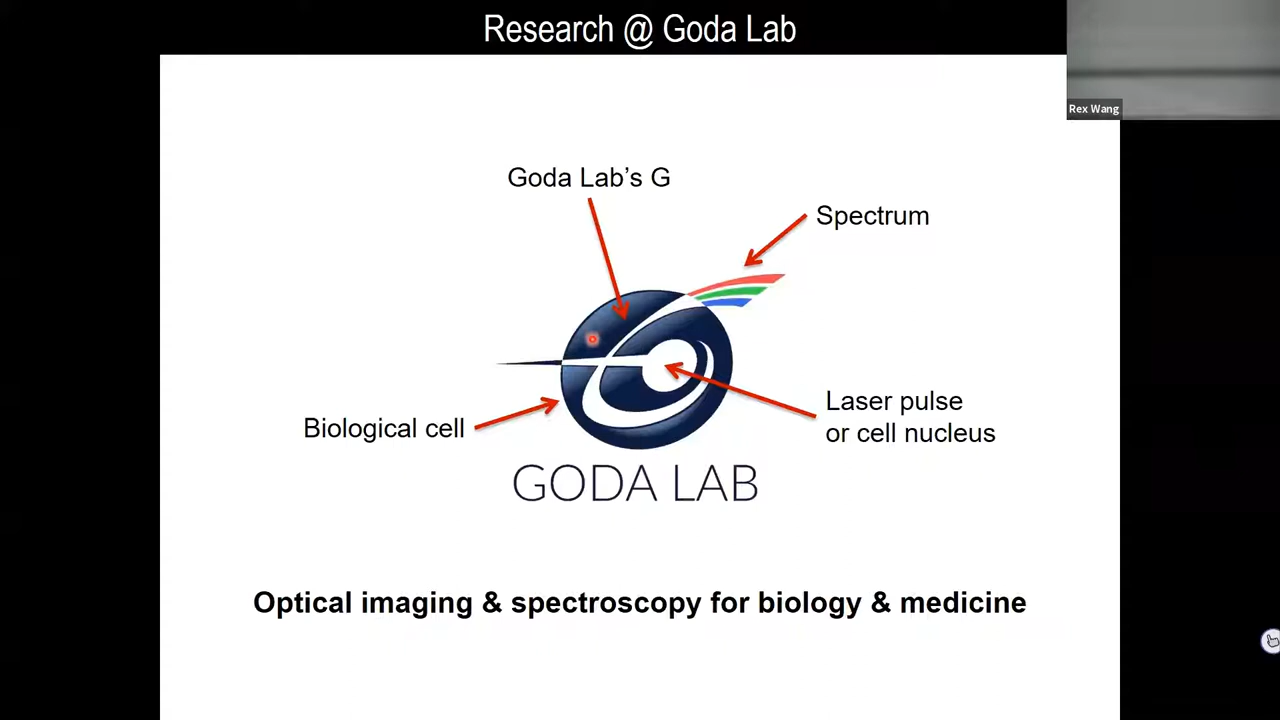 Research @ Goda Lab
Rex Wang
Goda Lab's G
Spectrum
Laser pulse
or cell nucleus
Biological cell
GODA LAB
Optical imaging & spectroscopy for biology & medicine